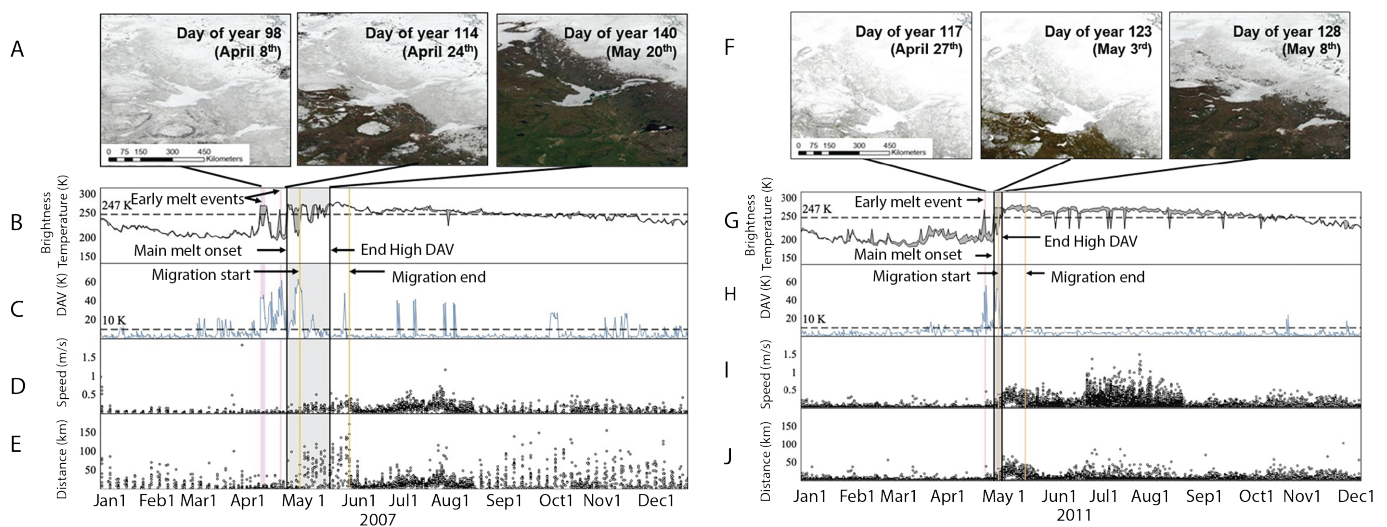 A
Day of year 98
(April 8th)
0 75 150 300 450
Kilometers
Day of year 114
(April 24th)
Day of year 140
(May 20th)
B
Brightness
Temperature (K)
300
250
200
150
247 K
Early melt events
Main melt onset
End High DAV
C
DAV (K)
60
40
20
10 K
Migration start
Migration end
D
Speed (m/s)
1.5
1
0.5
E
Distance (km)
150
100
50
Jan1 Feb1 Mar1 Apr1 May1 Jun1 Jul1 Aug1 Sep1 Oct1 Nov1 Dec1
2007
F
Day of year 117
(April 27th)
0 75 150 300 450
Kilometers
Day of year 123
(May 3rd)
Day of year 128
(May 8th)
G
Brightness
Temperature (K)
300
250
200
150
247 K
Early melt event
Main melt onset
End High DAV
H
DAV (K)
60
40
20
10 K
Migration start
Migration end
I
Speed (m/s)
1.5
1
0.5
J
Distance (km)
150
100
50
Jan1 Feb1 Mar1 Apr1 May1 Jun1 Jul1 Aug1 Sep1 Oct1 Nov1 Dec1
2011